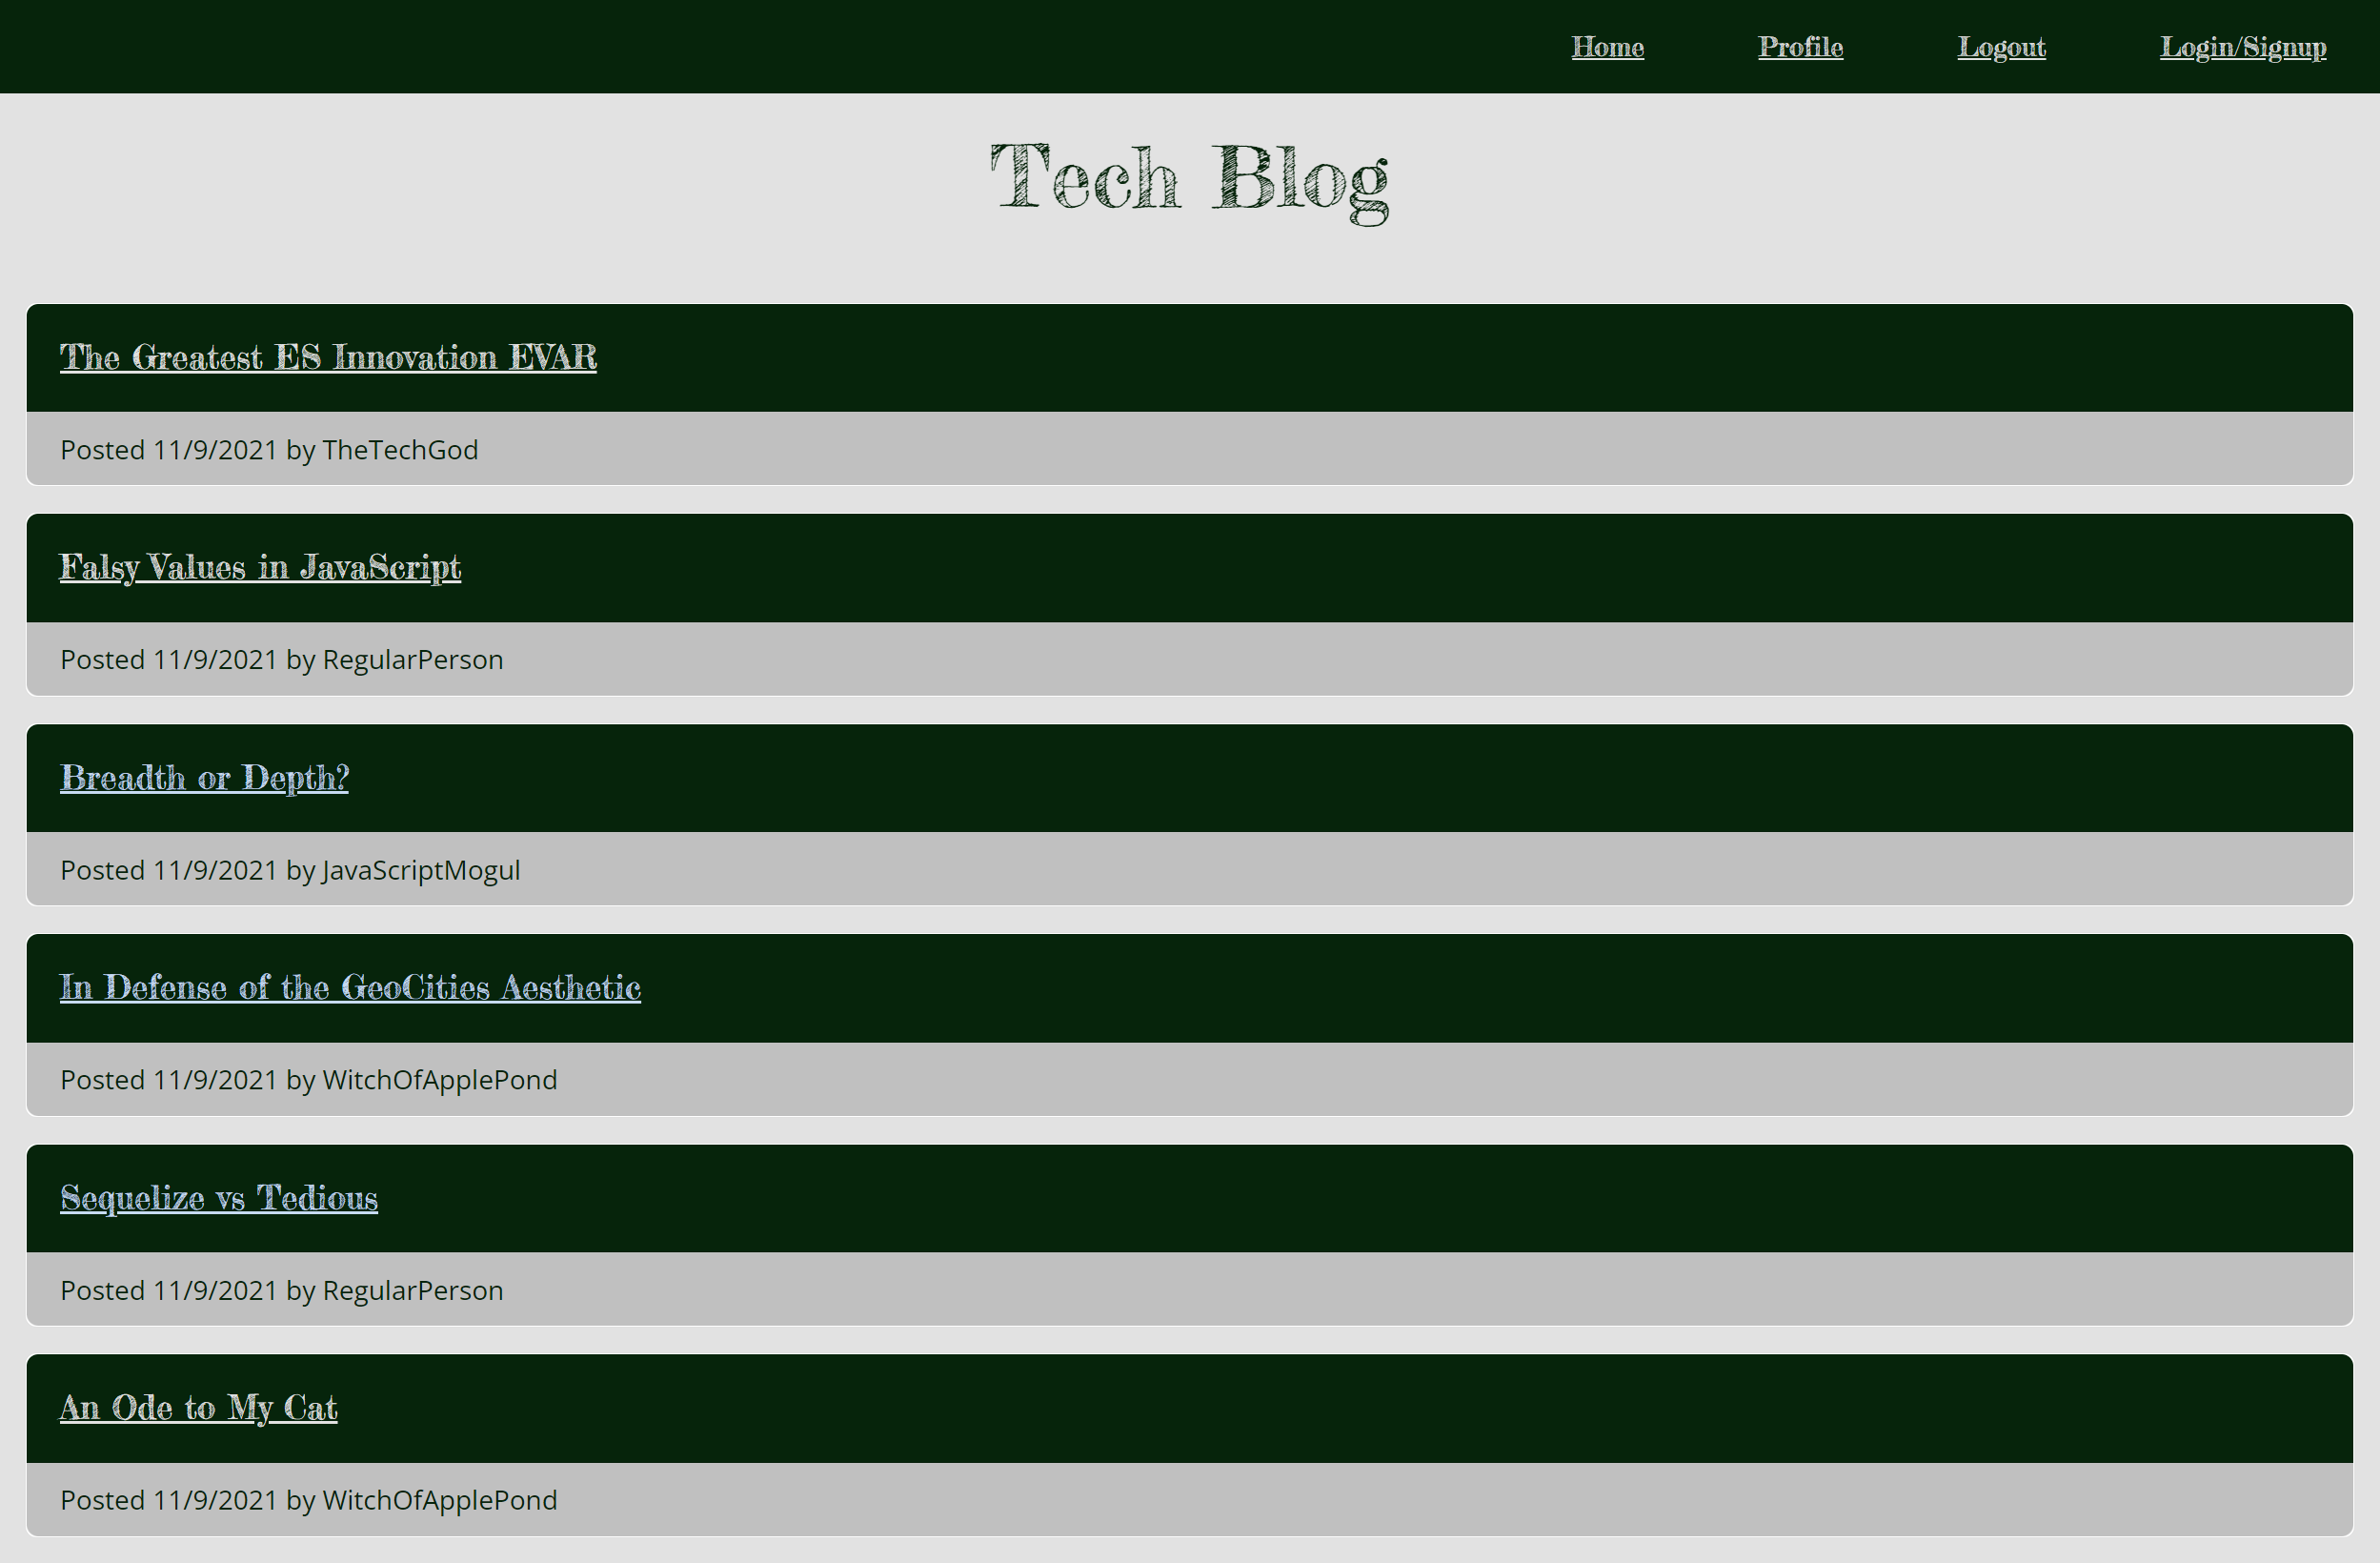 Home Profile Logout Login/Signup
Tech Blog
The Greatest ES Innovation EVAR
Posted 11/9/2021 by TheTechGod
Falsy Values in JavaScript
Posted 11/9/2021 by RegularPerson
Breadth or Depth?
Posted 11/9/2021 by JavaScriptMogul
In Defense of the GeoCities Aesthetic
Posted 11/9/2021 by WitchOfApplePond
Sequelize vs Tedious
Posted 11/9/2021 by RegularPerson
An Ode to My Cat
Posted 11/9/2021 by WitchOfApplePond